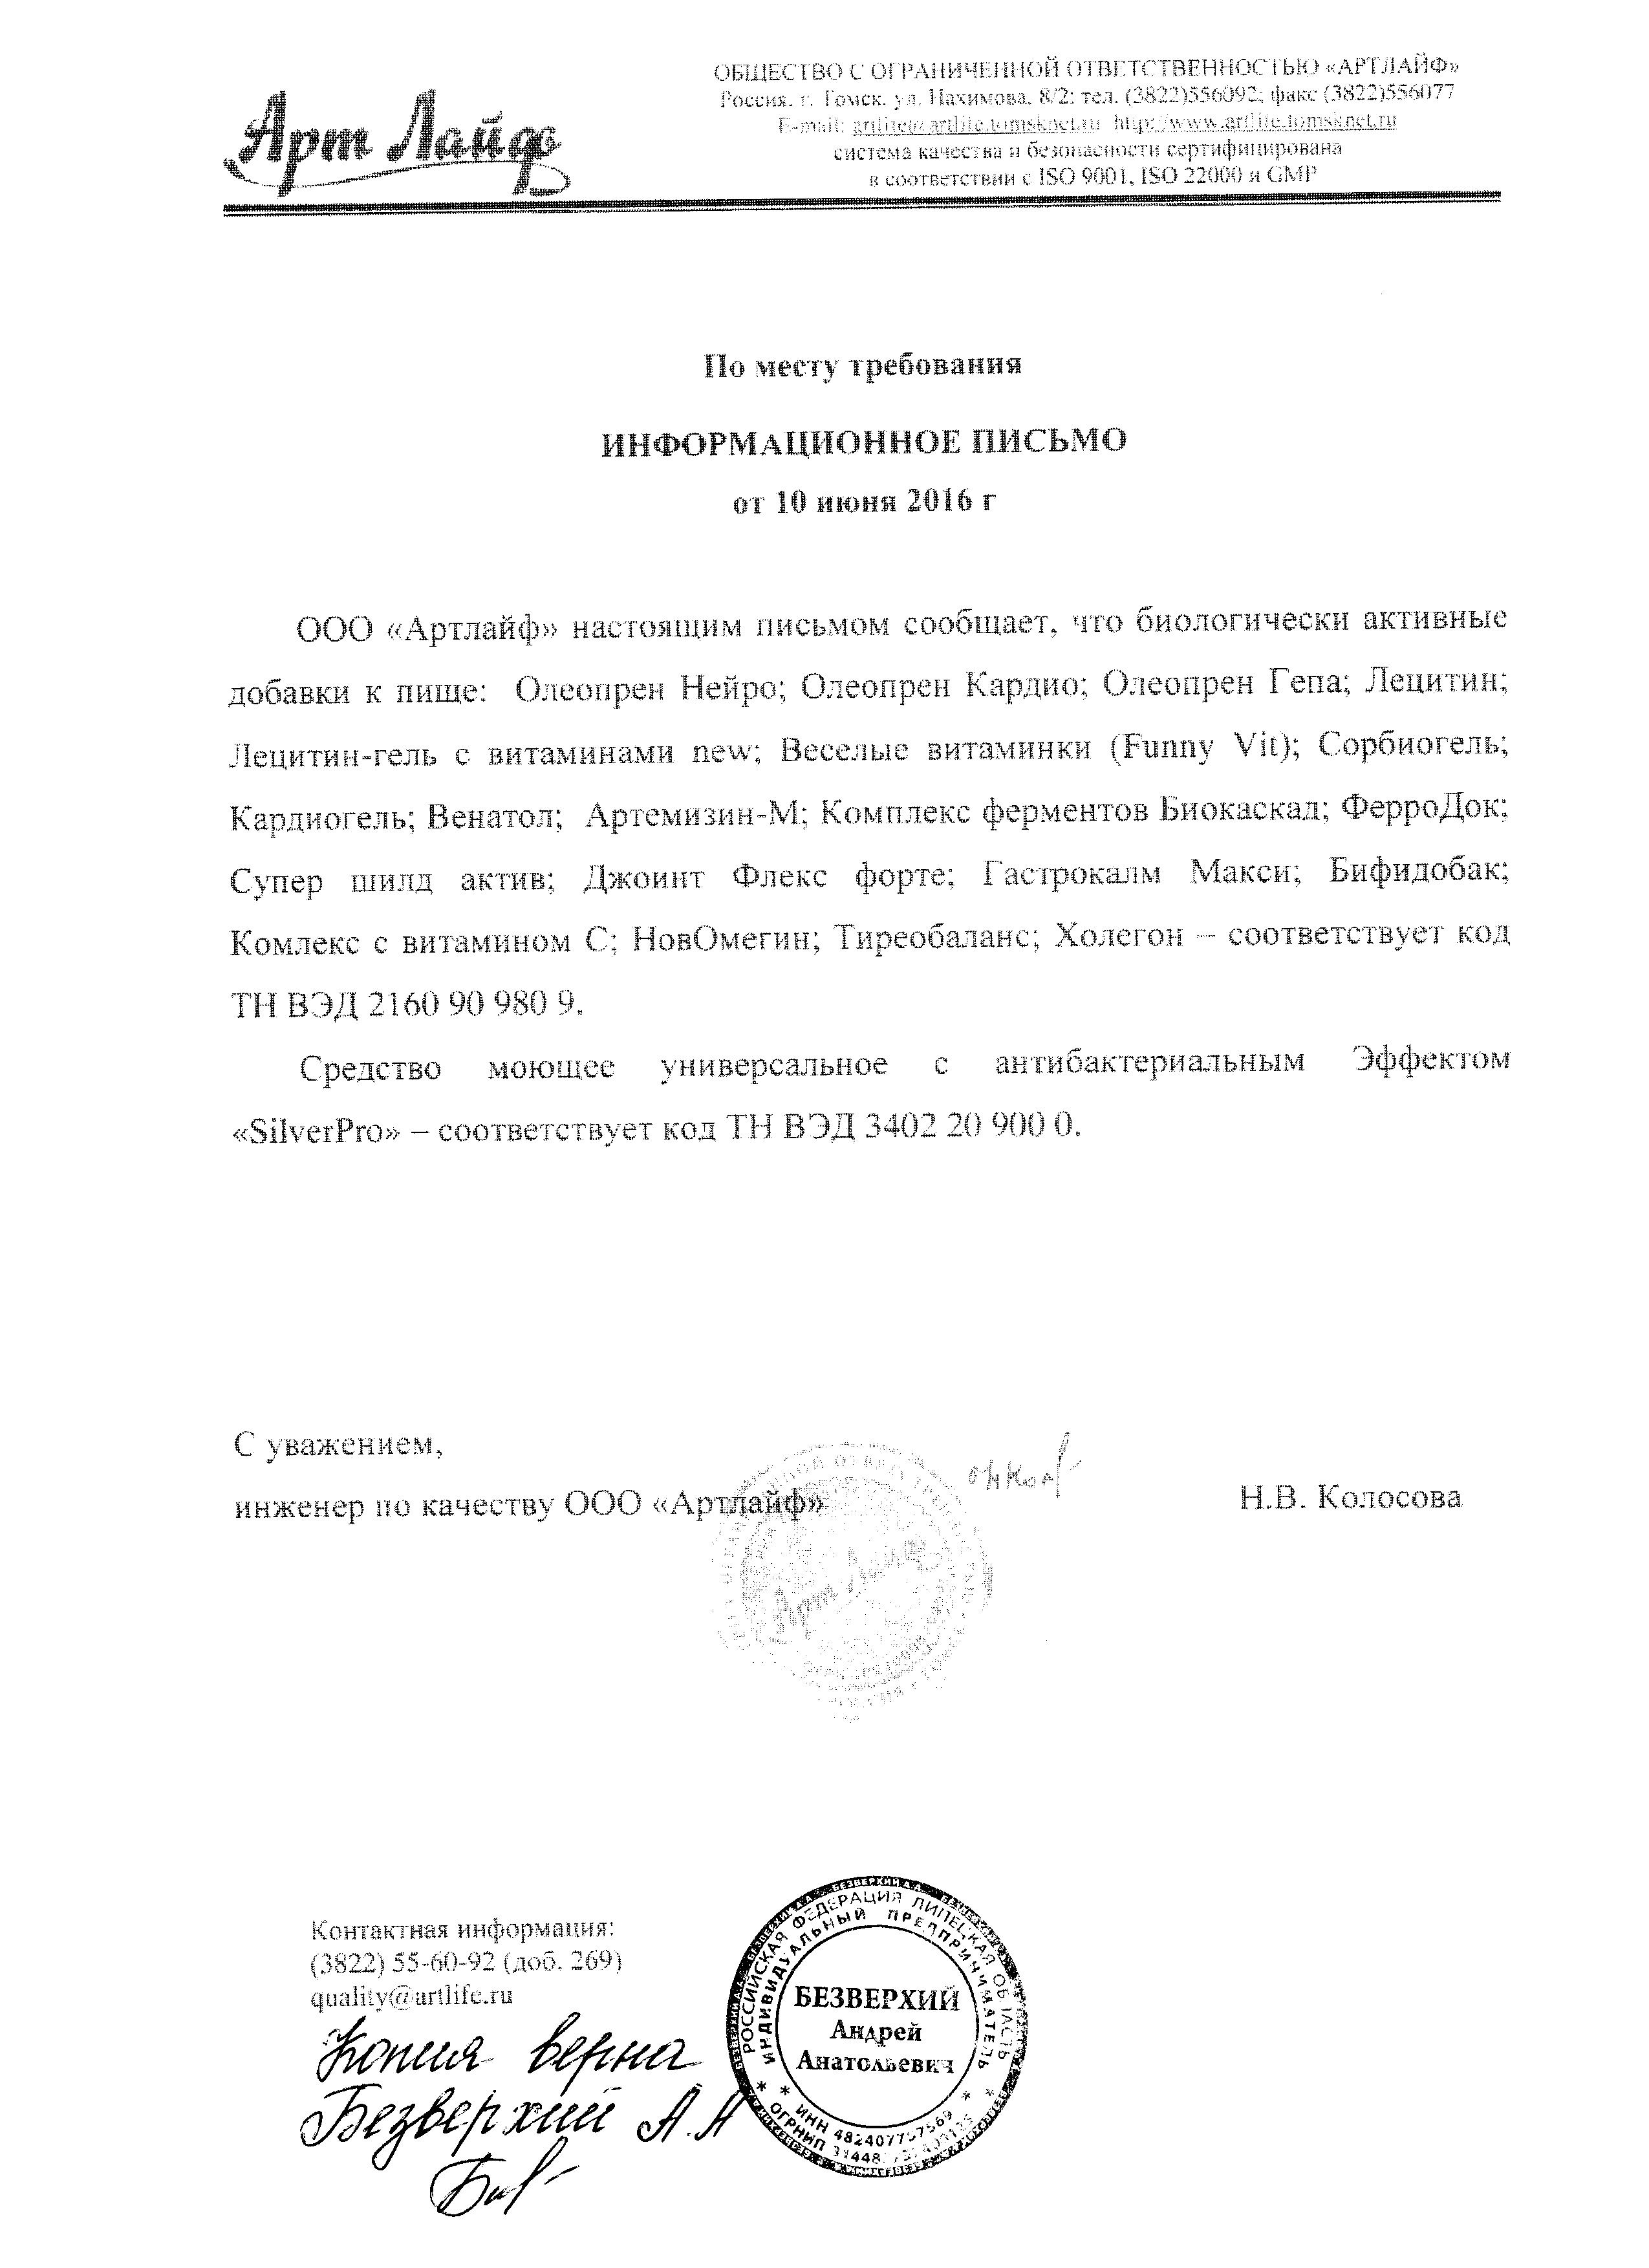 Арт Лайф
ОБЩЕСТВО С ОГРАНИЧЕННОЙ ОТВЕТСТВЕННОСТЬЮ «АРТЛАЙФ»
Россия, г. Томск, ул. Нахимова, 8/2; тел. (3822)556092; факс (3822)556077
E-mail: artlife@artlife.tomsknet.ru http://www.artlife.tomsknet.ru
система качества и безопасности сертифицирована
в соответствии с ISO 9001, ISO 22000 и GMP
По месту требования
ИНФОРМАЦИОННОЕ ПИСЬМО
от 10 июня 2016 г
ООО «Артлайф» настоящим письмом сообщает, что биологически активные
добавки к пище: Олеопрен Нейро; Олеопрен Кардио; Олеопрен Гепа; Лецитин;
Лецитин-гель с витаминами new; Веселые витаминки (Funny Vit); Сорбиогель;
Кардиогель; Венатол; Артемизин-М; Комплекс ферментов Биокаскад; ФерроДок;
Супер шилд актив; Джоинт Флекс форте; Гастрокалм Макси; Бифидобак;
Комлекс с витамином С; НовОмегин; Тиреобаланс; Холегон – соответствует код
ТН ВЭД 2160 90 980 9.
Средство моющее универсальное с антибактериальным Эффектом
«SilverPro» – соответствует код ТН ВЭД 3402 20 900 0.
С уважением,
инженер по качеству ООО «Артлайф»
Н.В. Колосова
Арт Лайф
Контактная информация:
(3822) 55-60-92 (доб. 269)
quality@artlife.ru
Копия верна
Безверхий А.А
РОССИЙСКАЯ ФЕДЕРАЦИЯ ЛИПЕЦКАЯ ОБЛАСТЬ
ИНДИВИДУАЛЬНЫЙ ПРЕДПРИНИМАТЕЛЬ
БЕЗВЕРХИЙ
Андрей
Анатольевич
ИНН 482407757569
ОГРНИП